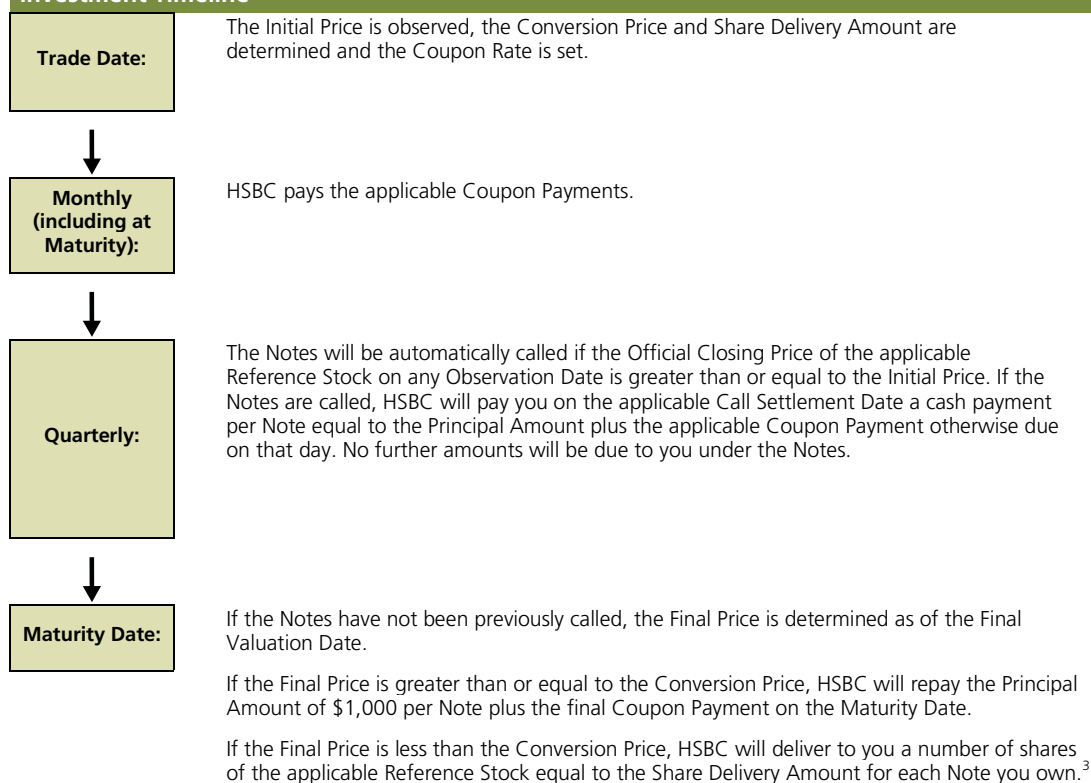 Investment Timeline
Trade Date:
The Initial Price is observed, the Conversion Price and Share Delivery Amount are
determined and the Coupon Rate is set.
Monthly
(including at
Maturity):
HSBC pays the applicable Coupon Payments.
Quarterly:
The Notes will be automatically called if the Official Closing Price of the applicable
Reference Stock on any Observation Date is greater than or equal to the Initial Price. If the
Notes are called, HSBC will pay you on the applicable Call Settlement Date a cash payment
per Note equal to the Principal Amount plus the applicable Coupon Payment otherwise due
on that day. No further amounts will be due to you under the Notes.
Maturity Date:
If the Notes have not been previously called, the Final Price is determined as of the Final
Valuation Date.
If the Final Price is greater than or equal to the Conversion Price, HSBC will repay the Principal
Amount of $1,000 per Note plus the final Coupon Payment on the Maturity Date.
If the Final Price is less than the Conversion Price, HSBC will deliver to you a number of shares
of the applicable Reference Stock equal to the Share Delivery Amount for each Note you own.3